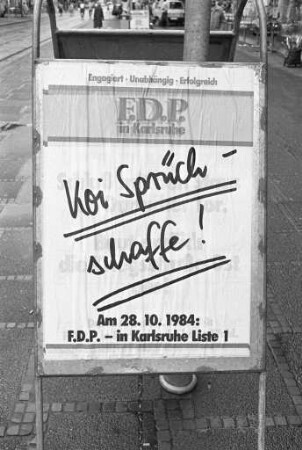 Engagiert · Unabhängig · Erfolgreich
F.D.P.
in Karlsruhe
Koi Sprüch –
schaffe!
Am 28. 10. 1984:
F.D.P. – in Karlsruhe Liste 1